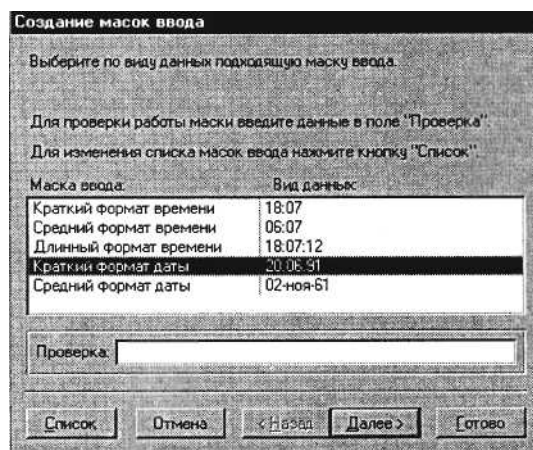 Создание масок ввода
Выберите по виду данных подходящую маску ввода.
Для проверки работы маски введите данные в поле "Проверка"
Для изменения списка масок ввода нажмите кнопку "Список".
Маска ввода: Вид данных:
Краткий формат времени 18:07
Средний формат времени 06:07
Длинный формат времени 18:07:12
Краткий формат даты 20.06.91
Средний формат даты 02-ноя-61
Проверка:
Список Отмена < Назад Далее > Готово